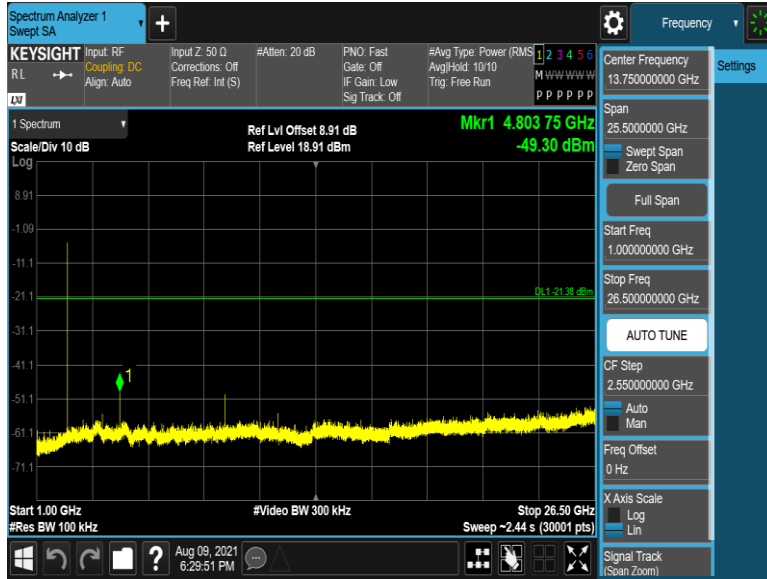 Spectrum Analyzer 1
Swept SA
Frequency
KEYSIGHT
RL
LXI
Input: RF
Coupling: DC
Align: Auto
Input Z: 50 Ω
Corrections: Off
Freq Ref: Int (S)
#Atten: 20 dB
PNO: Fast
Gate: Off
IF Gain: Low
Sig Track: Off
#Avg Type: Power (RMS
Avg|Hold: 10/10
Trig: Free Run
1 2 3 4 5 6
M W W W W W
P P P P P P
Settings
Center Frequency
13.750000000 GHz
Span
25.5000000 GHz
Swept Span
Zero Span
Full Span
Start Freq
1.000000000 GHz
Stop Freq
26.500000000 GHz
AUTO TUNE
CF Step
2.550000000 GHz
Auto
Man
Freq Offset
0 Hz
X Axis Scale
Log
Lin
Signal Track
(Span Zoom)
1 Spectrum
Scale/Div 10 dB
Log
Ref Lvl Offset 8.91 dB
Ref Level 18.91 dBm
Mkr1 4.803 75 GHz
-49.30 dBm
8.91
-1.09
-11.1
-21.1
-31.1
-41.1
-51.1
-61.1
-71.1
DL1 -21.38 dBm
1
Start 1.00 GHz
#Res BW 100 kHz
#Video BW 300 kHz
Stop 26.50 GHz
Sweep ~2.44 s (30001 pts)
?
Aug 09, 2021
6:29:51 PM